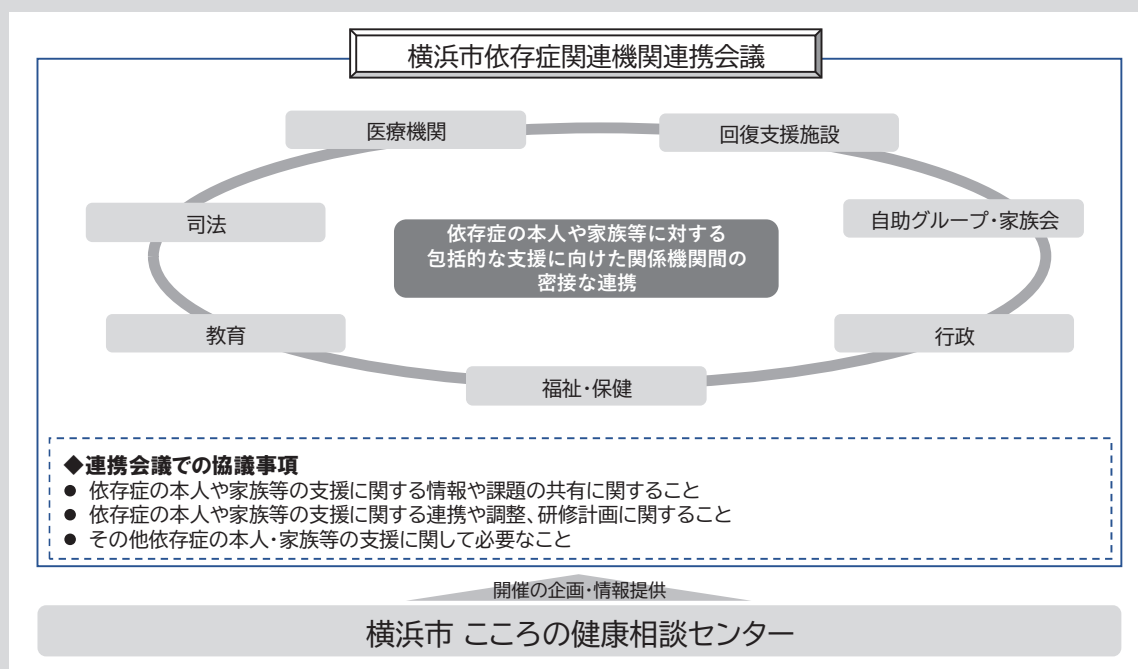 横浜市依存症関連機関連携会議
医療機関
回復支援施設
司法
自助グループ・家族会
依存症の本人や家族等に対する
包括的な支援に向けた関係機関間の
密接な連携
教育
行政
福祉・保健
◆連携会議での協議事項
● 依存症の本人や家族等の支援に関する情報や課題の共有に関すること
● 依存症の本人や家族等の支援に関する連携や調整、研修計画に関すること
● その他依存症の本人・家族等の支援に関して必要なこと
開催の企画・情報提供
横浜市 こころの健康相談センター